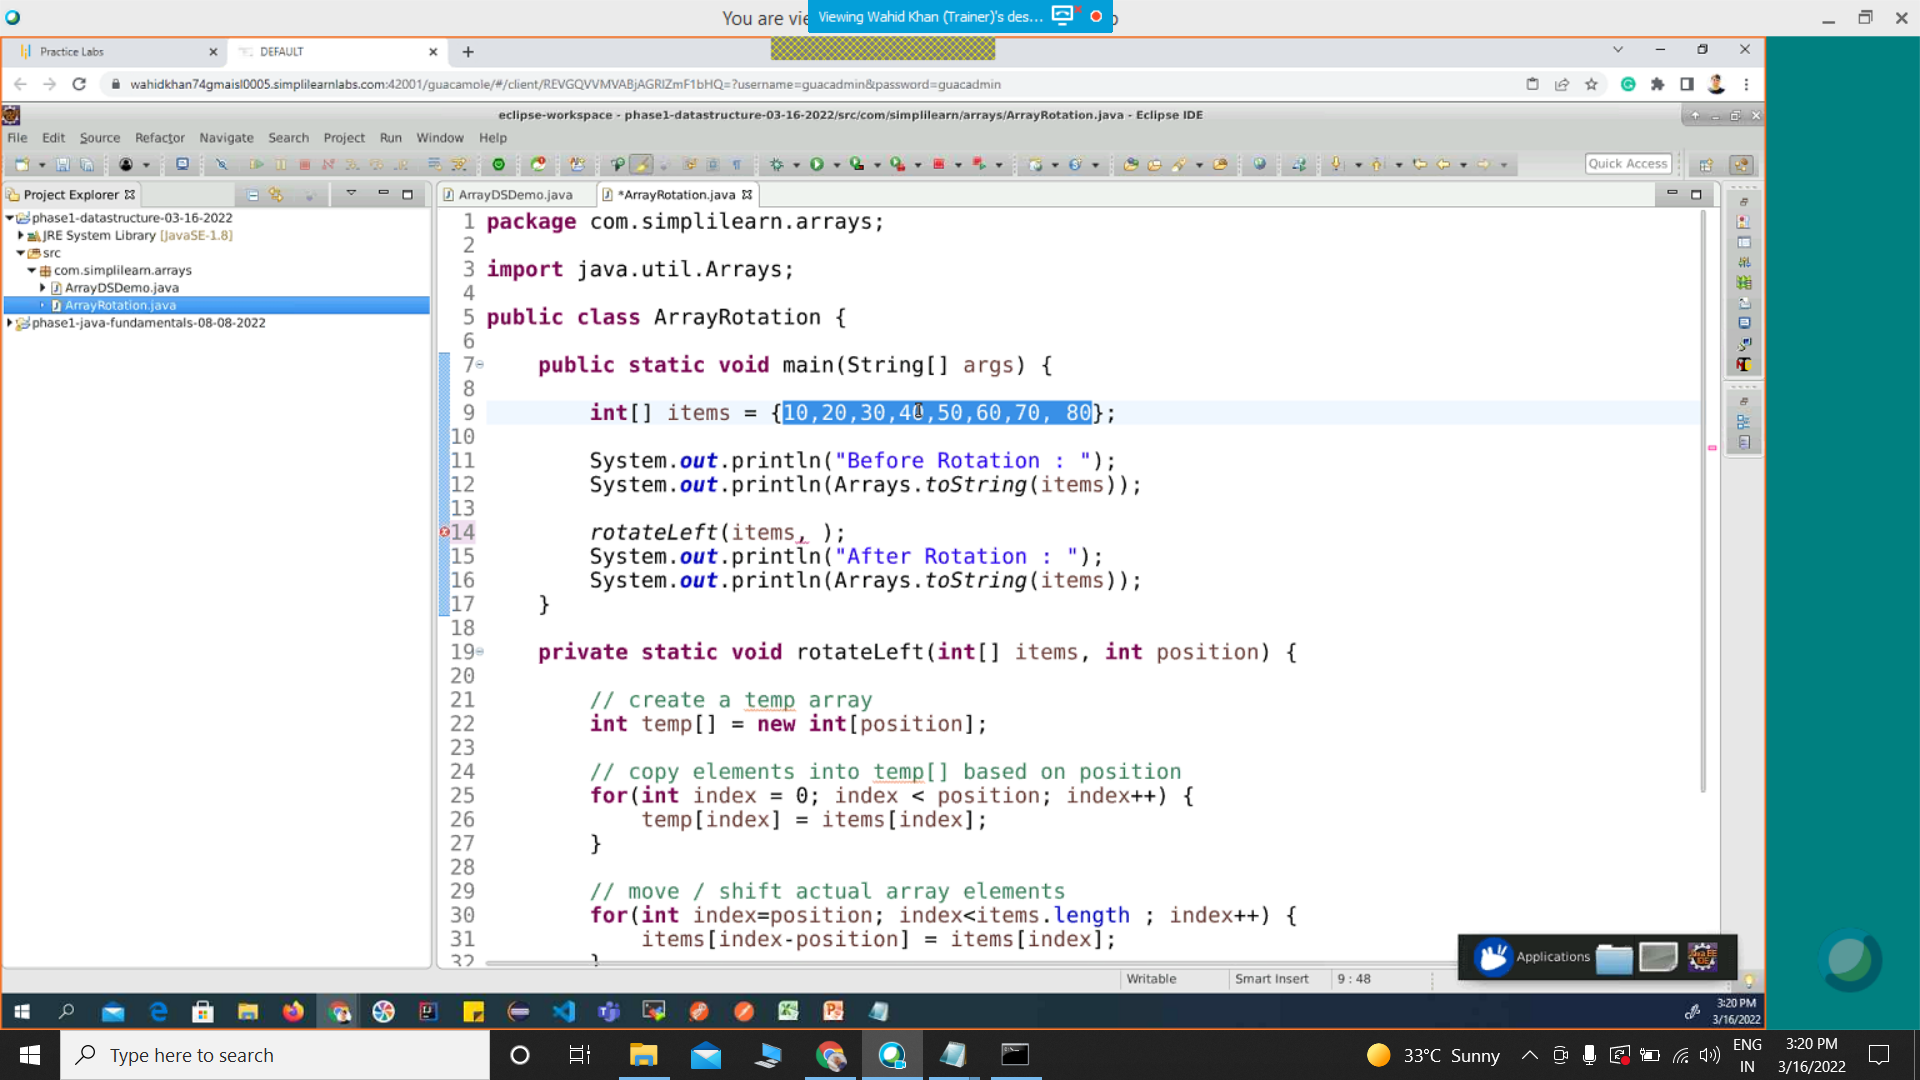 You are vie
Viewing Wahid Khan (Trainer)'s des...
Practice Labs
DEFAULT
wahidkhan74gmaisl0005.simplilearnlabs.com:42001/guacamole/#/client/REVGQVVMVABjAGRIZmF1bHQ=?username=guacadmin&password=guacadmin
eclipse-workspace - phase1-datastructure-03-16-2022/src/com/simplilearn/arrays/ArrayRotation.java - Eclipse IDE
File Edit Source Refactor Navigate Search Project Run Window Help
Quick Access
Project Explorer
ArrayDSDemo.java
*ArrayRotation.java
phase1-datastructure-03-16-2022
JRE System Library [JavaSE-1.8]
src
com.simplilearn.arrays
ArrayDSDemo.java
ArrayRotation.java
phase1-java-fundamentals-08-08-2022
1 package com.simplilearn.arrays;
2
3 import java.util.Arrays;
4
5 public class ArrayRotation {
6
7 public static void main(String[] args) {
8
9 int[] items = {10,20,30,40,50,60,70, 80};
10
11 System.out.println("Before Rotation : ");
12 System.out.println(Arrays.toString(items));
13
14 rotateLeft(items, );
15 System.out.println("After Rotation : ");
16 System.out.println(Arrays.toString(items));
17 }
18
19 private static void rotateLeft(int[] items, int position) {
20
21 // create a temp array
22 int temp[] = new int[position];
23
24 // copy elements into temp[] based on position
25 for(int index = 0; index < position; index++) {
26 temp[index] = items[index];
27 }
28
29 // move / shift actual array elements
30 for(int index=position; index<items.length ; index++) {
31 items[index-position] = items[index];
32 }
Applications
Writable
Smart Insert
9 : 48
3:20 PM
3/16/2022
Type here to search
33°C Sunny
ENG
IN
3:20 PM
3/16/2022